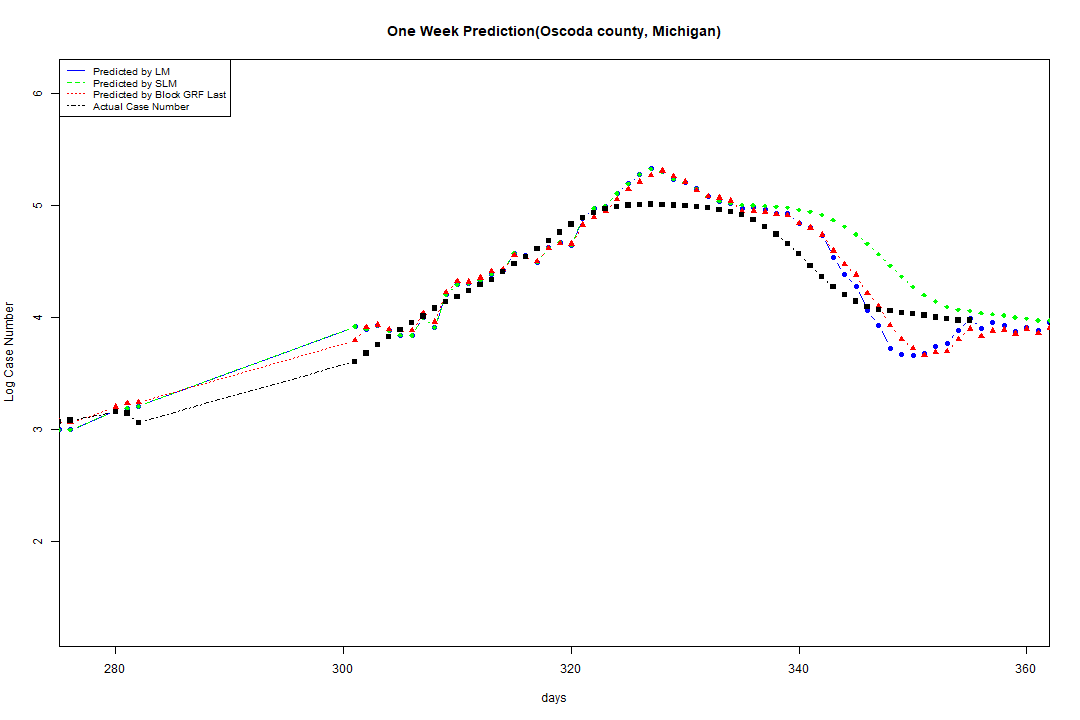 One Week Prediction(Oscoda county, Michigan)
Predicted by LM
Predicted by SLM
Predicted by Block GRF Last
Actual Case Number
6
5
4
3
2
Log Case Number
280
300
320
340
360
days